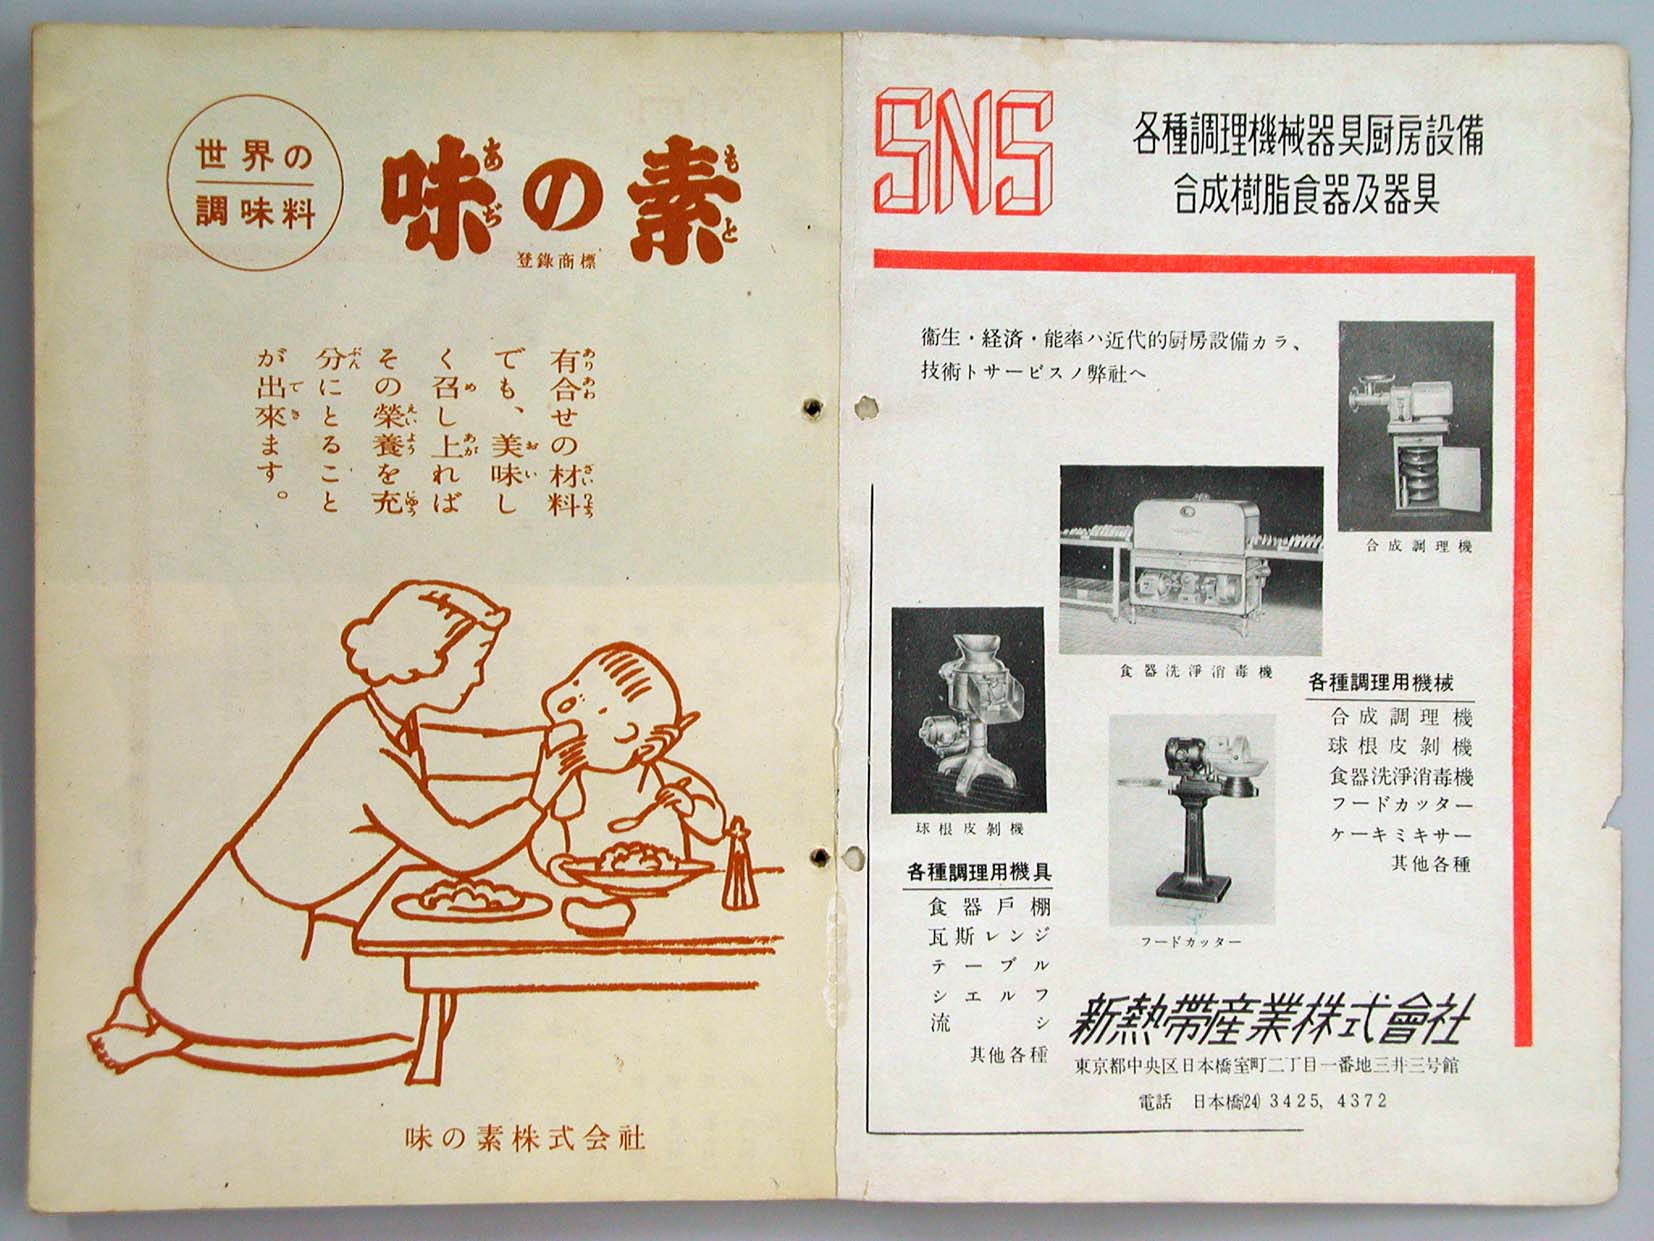 世界の
調味料
味の素
あぢ
もと
登錄商標
有合せの材料
でも、美味し
く召し上れば
その榮養を充
分にとること
が出來ます。
味の素株式会社
SNS
各種調理機械器具厨房設備
合成樹脂食器及器具
衞生・経済・能率ハ近代的厨房設備カラ、
技術トサービスノ弊社ヘ
合成調理機
食器洗淨消毒機
球根皮剝機
フードカッター
各種調理用機械
合成調理機
球根皮剝機
食器洗淨消毒機
フードカッター
ケーキミキサー
其他各種
各種調理用機具
食器戸棚
瓦斯レンジ
テーブル
シエルフ
流シ
其他各種
新熱帯産業株式會社
東京都中央区日本橋室町二丁目一番地三井三号館
電話 日本橋(24)3425, 4372